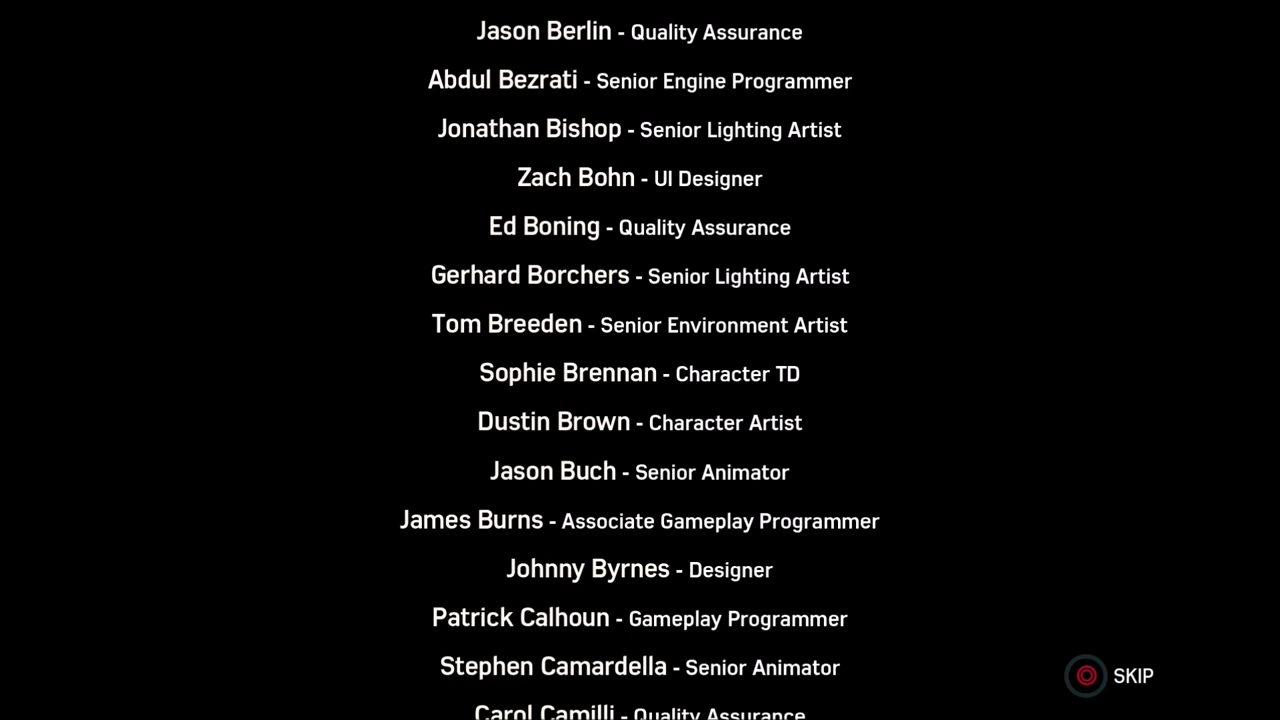 Jason Berlin - Quality Assurance
Abdul Bezrati - Senior Engine Programmer
Jonathan Bishop - Senior Lighting Artist
Zach Bohn - UI Designer
Ed Boning - Quality Assurance
Gerhard Borchers - Senior Lighting Artist
Tom Breeden - Senior Environment Artist
Sophie Brennan - Character TD
Dustin Brown - Character Artist
Jason Buch - Senior Animator
James Burns - Associate Gameplay Programmer
Johnny Byrnes - Designer
Patrick Calhoun - Gameplay Programmer
Stephen Camardella - Senior Animator
SKIP
Carol Camilli - Quality Assurance